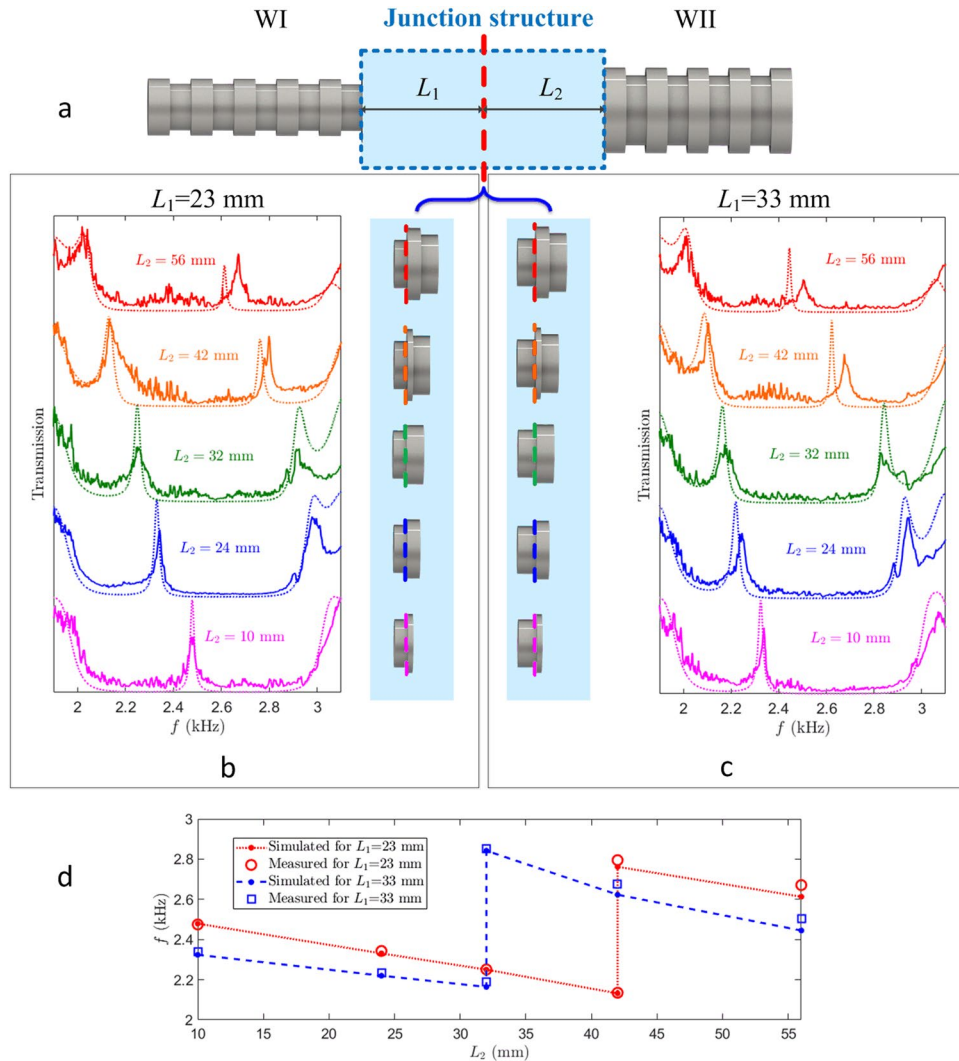 WI
Junction structure
WII
a
L₁
L₂
L₁=23 mm
L₂ = 56 mm
L₂ = 42 mm
L₂ = 32 mm
L₂ = 24 mm
L₂ = 10 mm
Transmission
2 2.2 2.4 2.6 2.8 3
f (kHz)
b
L₁=33 mm
L₂ = 56 mm
L₂ = 42 mm
L₂ = 32 mm
L₂ = 24 mm
L₂ = 10 mm
Transmission
2 2.2 2.4 2.6 2.8 3
f (kHz)
c
d
3
2.8
2.6
2.4
2.2
2
f (kHz)
Simulated for L₁=23 mm
Measured for L₁=23 mm
Simulated for L₁=33 mm
Measured for L₁=33 mm
10 15 20 25 30 35 40 45 50 55
L₂ (mm)